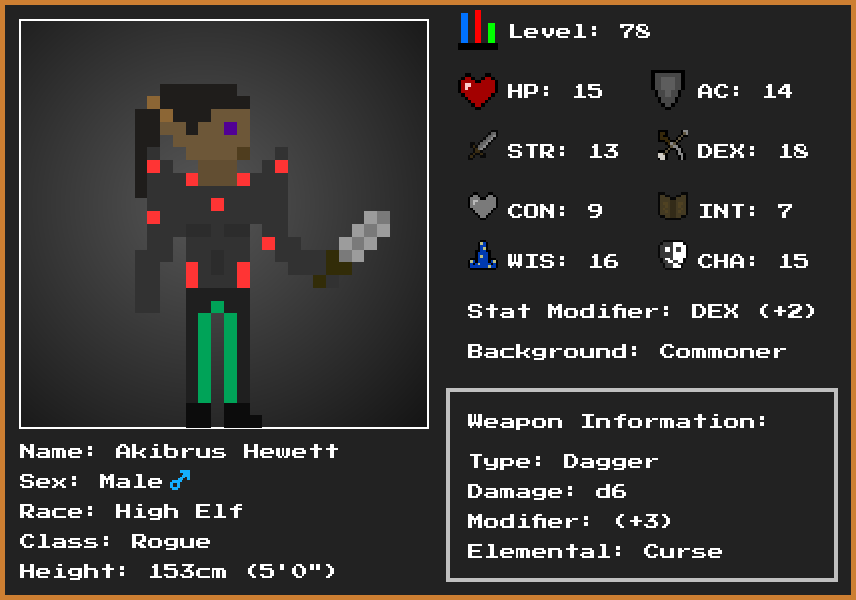 Level: 78
HP: 15
AC: 14
STR: 13
DEX: 18
CON: 9
INT: 7
WIS: 16
CHA: 15
Stat Modifier: DEX (+2)
Background: Commoner
Weapon Information:
Type: Dagger
Damage: d6
Modifier: (+3)
Elemental: Curse
Name: Akibrus Hewett
Sex: Male ♂
Race: High Elf
Class: Rogue
Height: 153cm (5'0")